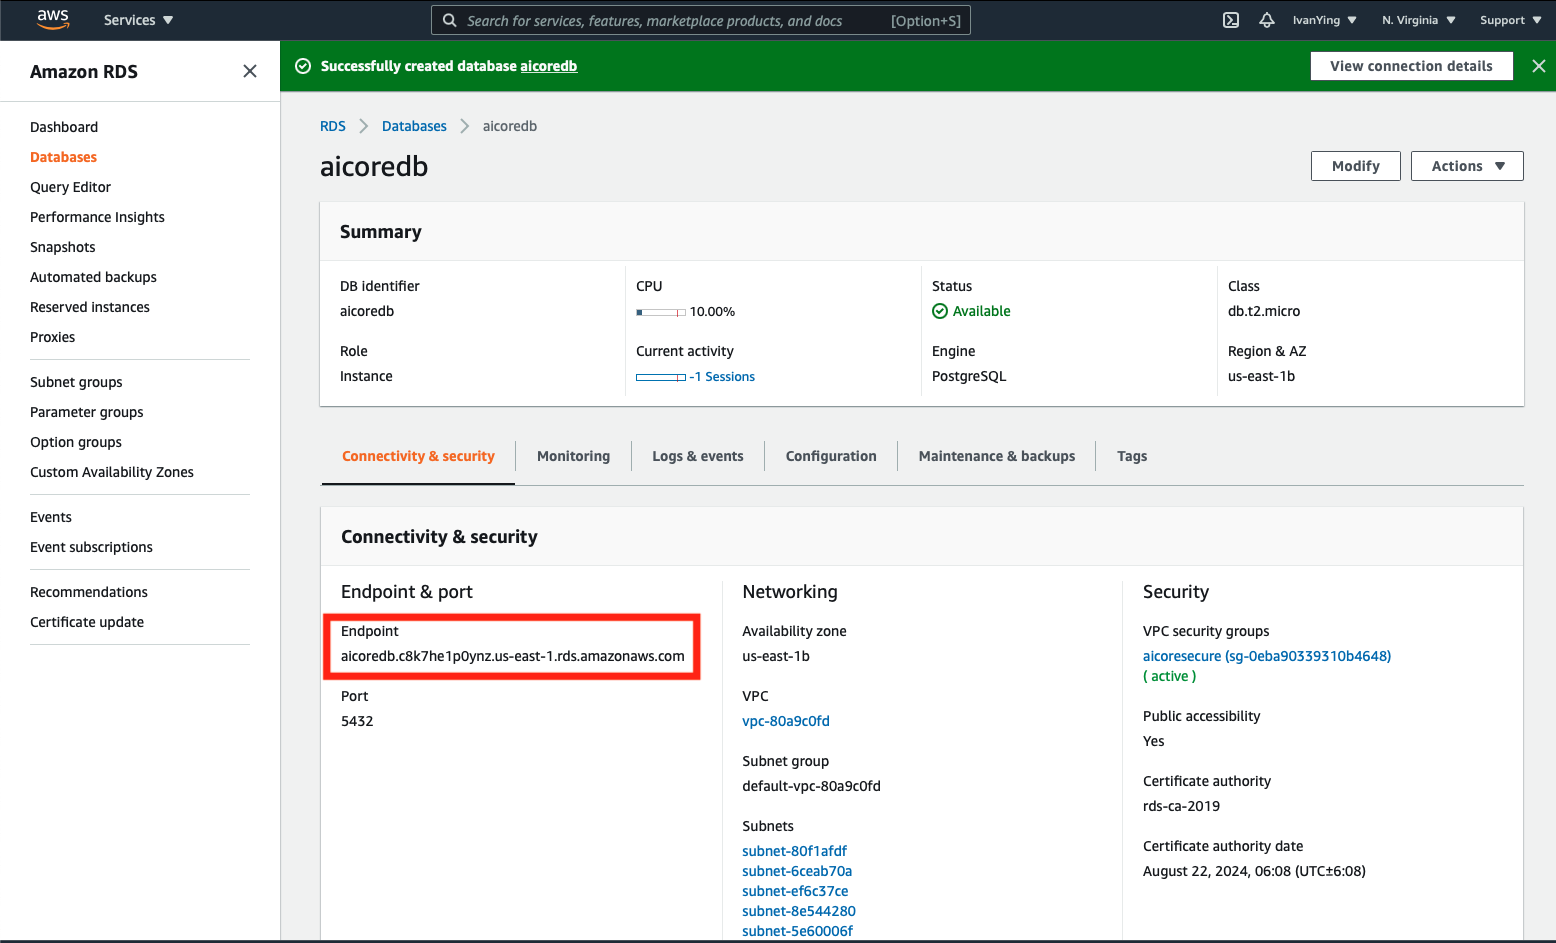 aws
Services
Search for services, features, marketplace products, and docs [Option+S]
IvanYing
N. Virginia
Support
Amazon RDS
Successfully created database aicoredb
View connection details
Dashboard
Databases
Query Editor
Performance Insights
Snapshots
Automated backups
Reserved instances
Proxies
Subnet groups
Parameter groups
Option groups
Custom Availability Zones
Events
Event subscriptions
Recommendations
Certificate update
RDS > Databases > aicoredb
aicoredb
Modify
Actions
Summary
DB identifier
aicoredb
CPU
10.00%
Status
Available
Class
db.t2.micro
Role
Instance
Current activity
-1 Sessions
Engine
PostgreSQL
Region & AZ
us-east-1b
Connectivity & security
Monitoring
Logs & events
Configuration
Maintenance & backups
Tags
Connectivity & security
Endpoint & port
Endpoint
aicoredb.c8k7he1p0ynz.us-east-1.rds.amazonaws.com
Port
5432
Networking
Availability zone
us-east-1b
VPC
vpc-80a9c0fd
Subnet group
default-vpc-80a9c0fd
Subnets
subnet-80f1afdf
subnet-6ceab70a
subnet-ef6c37ce
subnet-8e544280
subnet-5e60006f
Security
VPC security groups
aicoresecure (sg-0eba90339310b4648)
( active )
Public accessibility
Yes
Certificate authority
rds-ca-2019
Certificate authority date
August 22, 2024, 06:08 (UTC±6:08)